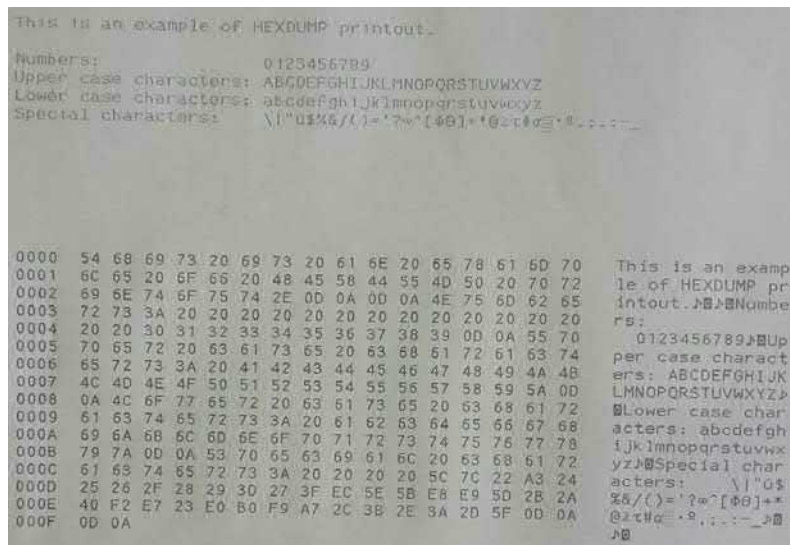 This is an example of HEXDUMP printout.
Numbers: 0123456789
Upper case characters: ABCDEFGHIJKLMNOPQRSTUVWXYZ
Lower case characters: abcdefghijklmnopqrstuvwxyz
Special characters: \|"ú$%&/()='?∞^[ΦΘ]+*@≥τ#α≡·º,;.:-_
0000 54 68 69 73 20 69 73 20 61 6E 20 65 78 61 6D 70 This is an examp
0001 6C 65 20 6F 66 20 48 45 58 44 55 4D 50 20 70 72 le of HEXDUMP pr
0002 69 6E 74 6F 75 74 2E 0D 0A 0D 0A 4E 75 6D 62 65 intout.♪◙♪◙Numbe
0003 72 73 3A 20 20 20 20 20 20 20 20 20 20 20 20 20 rs:
0004 20 20 30 31 32 33 34 35 36 37 38 39 0D 0A 55 70 0123456789♪◙Up
0005 70 65 72 20 63 61 73 65 20 63 68 61 72 61 63 74 per case charact
0006 65 72 73 3A 20 41 42 43 44 45 46 47 48 49 4A 4B ers: ABCDEFGHIJK
0007 4C 4D 4E 4F 50 51 52 53 54 55 56 57 58 59 5A 0D LMNOPQRSTUVWXYZ♪
0008 0A 4C 6F 77 65 72 20 63 61 73 65 20 63 68 61 72 ◙Lower case char
0009 61 63 74 65 72 73 3A 20 61 62 63 64 65 66 67 68 acters: abcdefgh
000A 69 6A 6B 6C 6D 6E 6F 70 71 72 73 74 75 76 77 78 ijklmnopqrstuvwx
000B 79 7A 0D 0A 53 70 65 63 69 61 6C 20 63 68 61 72 yz♪◙Special char
000C 61 63 74 65 72 73 3A 20 20 20 20 5C 7C 22 A3 24 acters: \|"ú$
000D 25 26 2F 28 29 3D 27 3F EC 5E 5B E8 E9 5D 2B 2A %&/()='?∞^[ΦΘ]+*
000E 40 F2 E7 23 E0 B0 F9 A7 2C 3B 2E 3A 2D 5F 0D 0A @≥τ#α ·º,;.:-_♪◙
000F 0D 0A ♪◙